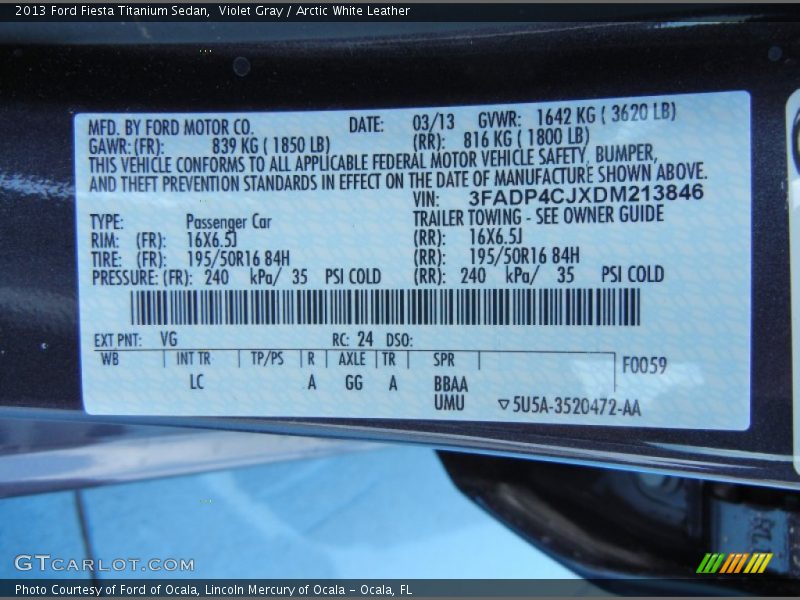 2013 Ford Fiesta Titanium Sedan,  Violet Gray / Arctic White Leather
MFD. BY FORD MOTOR CO. DATE: 03/13 GVWR: 1642 KG ( 3620 LB)
GAWR: (FR): 839 KG ( 1850 LB) (RR): 816 KG ( 1800 LB)
THIS VEHICLE CONFORMS TO ALL APPLICABLE FEDERAL MOTOR VEHICLE SAFETY, BUMPER,
AND THEFT PREVENTION STANDARDS IN EFFECT ON THE DATE OF MANUFACTURE SHOWN ABOVE.
VIN: 3FADP4CJXDM213846
TYPE: Passenger Car TRAILER TOWING - SEE OWNER GUIDE
RIM: (FR): 16X6.5J (RR): 16X6.5J
TIRE: (FR): 195/50R16 84H (RR): 195/50R16 84H
PRESSURE: (FR): 240 kPa/ 35 PSI COLD (RR): 240 kPa/ 35 PSI COLD
EXT PNT: VG RC: 24 DSO:
WB INT TR TP/PS R AXLE TR SPR F0059
LC A GG A BBAA
UMU ▽5U5A-3520472-AA
GTCARLOT.COM
Photo Courtesy of Ford of Ocala, Lincoln Mercury of Ocala – Ocala, FL